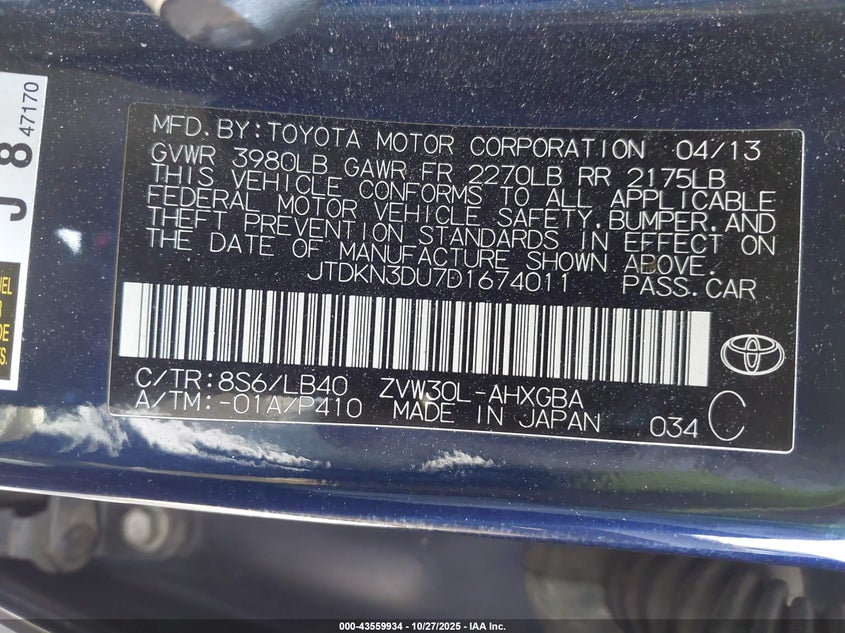 MFD.BY:TOYOTA MOTOR CORPORATION 04/13
GVWR 3980LB GAWR FR 2270LB RR 2175LB
THIS VEHICLE CONFORMS TO ALL APPLICABLE
FEDERAL MOTOR VEHICLE SAFETY,BUMPER,AND
THEFT PREVENTION STANDARDS IN EFFECT ON
THE DATE OF MANUFACTURE SHOWN ABOVE.
JTDKN3DU7D1674011 PASS.CAR
C/TR:8S6/LB40 ZVW30L-AHXGBA
A/TM:-01A/P410 MADE IN JAPAN 034 C
J 8
47170
000-43559934 - 10/27/2025 - IAA Inc.